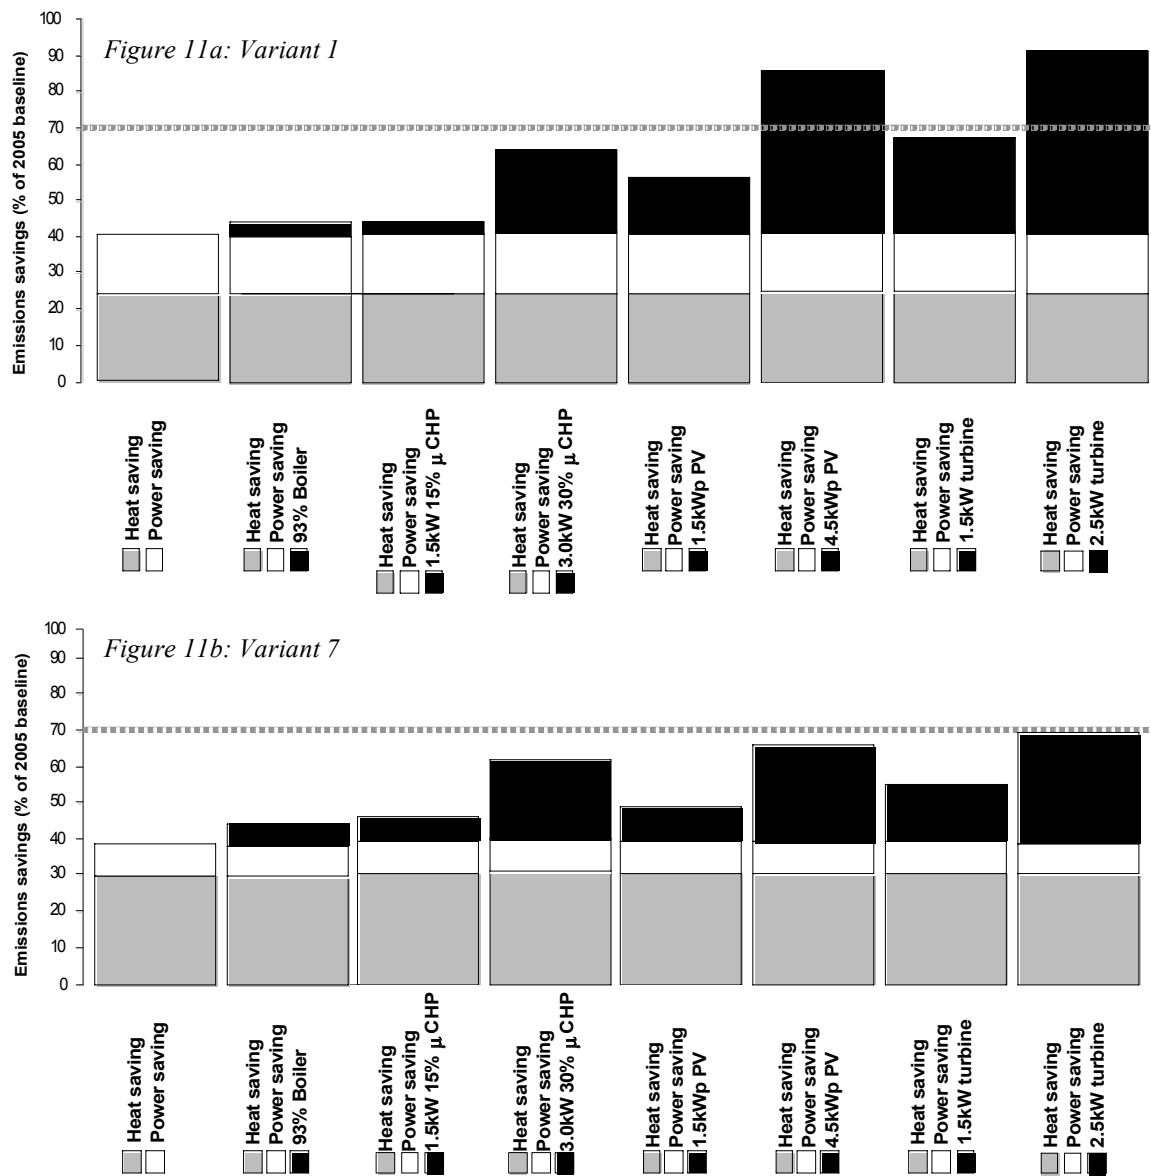 100
90
80
70
60
50
40
30
20
10
0
Emissions savings (% of 2005 baseline)
Figure 11a: Variant 1
Heat saving
Power saving
Heat saving
Power saving
93% Boiler
Heat saving
Power saving
1.5kW 15% μ CHP
Heat saving
Power saving
3.0kW 30% μ CHP
Heat saving
Power saving
1.5kWp PV
Heat saving
Power saving
4.5kWp PV
Heat saving
Power saving
1.5kW turbine
Heat saving
Power saving
2.5kW turbine
100
90
80
70
60
50
40
30
20
10
0
Emissions savings (% of 2005 baseline)
Figure 11b: Variant 7
Heat saving
Power saving
Heat saving
Power saving
93% Boiler
Heat saving
Power saving
1.5kW 15% μ CHP
Heat saving
Power saving
3.0kW 30% μ CHP
Heat saving
Power saving
1.5kWp PV
Heat saving
Power saving
4.5kWp PV
Heat saving
Power saving
1.5kW turbine
Heat saving
Power saving
2.5kW turbine